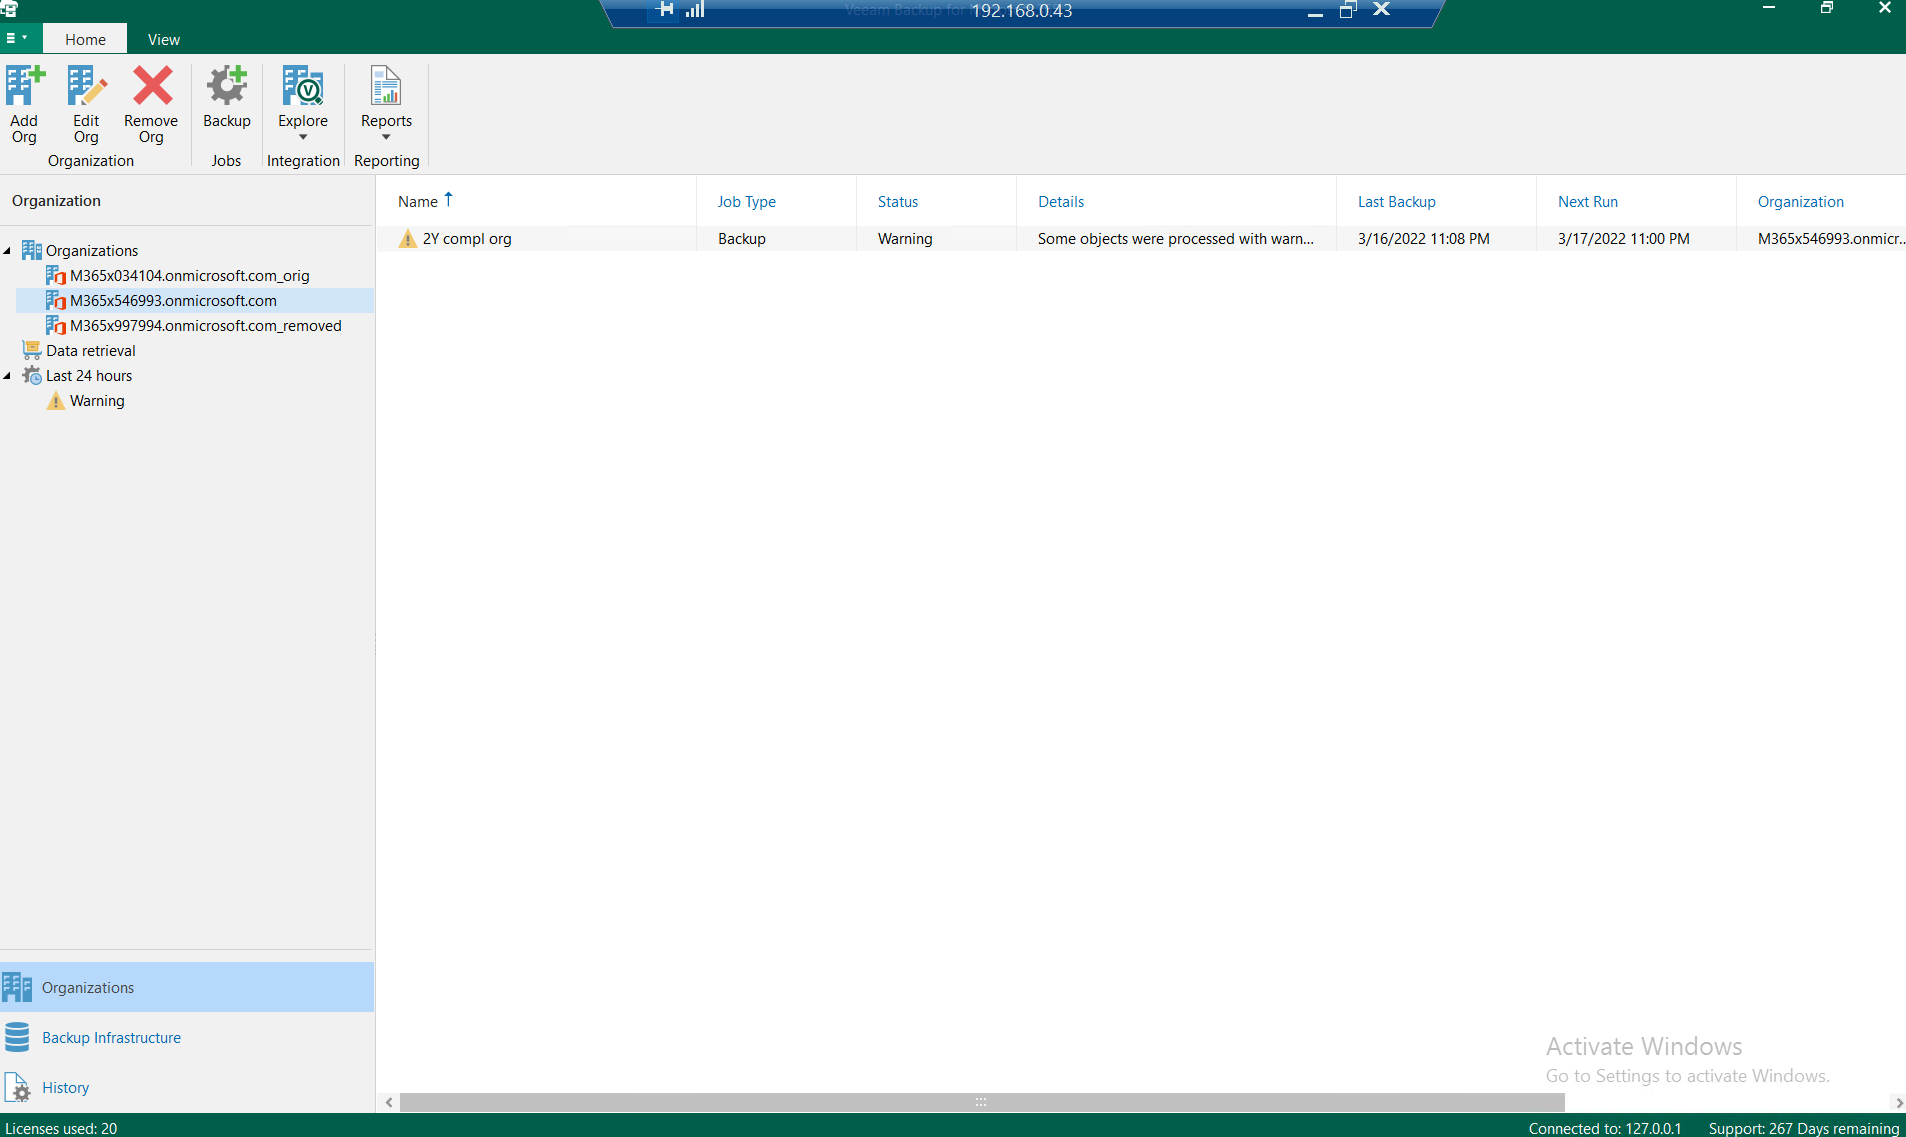 Veeam Backup for
192.168.0.43
Home
View
Add Org
Edit Org
Remove Org
Backup
Explore
Reports
Organization
Jobs
Integration
Reporting
Organization
Name
Job Type
Status
Details
Last Backup
Next Run
Organization
2Y compl org
Backup
Warning
Some objects were processed with warn...
3/16/2022 11:08 PM
3/17/2022 11:00 PM
M365x546993.onmicr...
Organizations
M365x034104.onmicrosoft.com_orig
M365x546993.onmicrosoft.com
M365x997994.onmicrosoft.com_removed
Data retrieval
Last 24 hours
Warning
Organizations
Backup Infrastructure
History
Activate Windows
Go to Settings to activate Windows.
Licenses used: 20
Connected to: 127.0.0.1
Support: 267 Days remaining